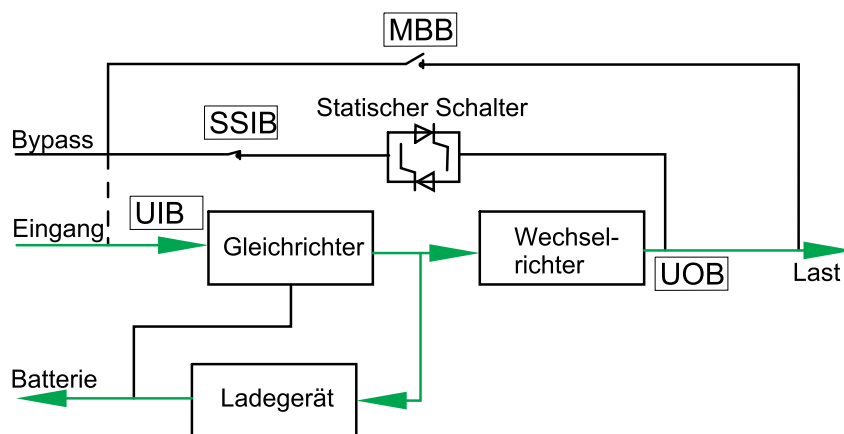 MBB
Statischer Schalter
SSIB
Bypass
UIB
Eingang
Gleichrichter
Wechsel-
richter
UOB
Last
Batterie
Ladegerät